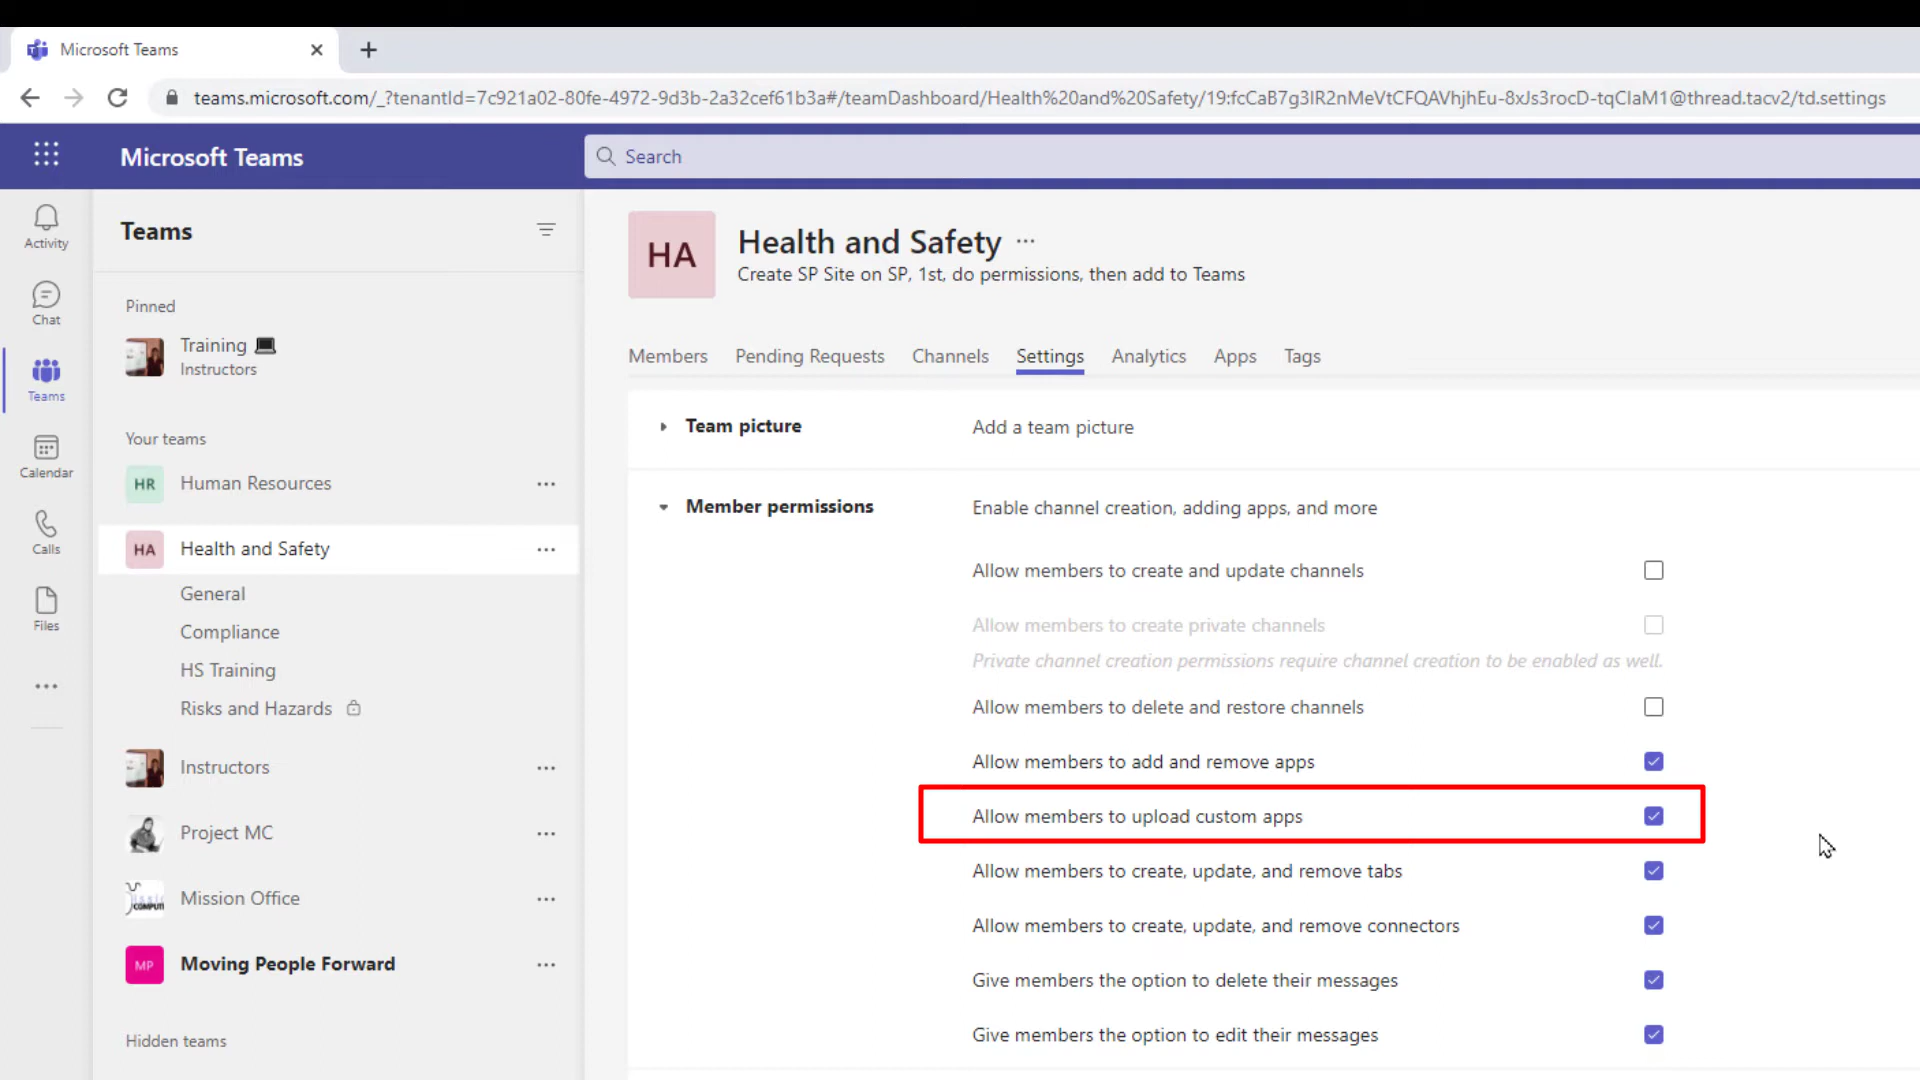 Microsoft Teams
teams.microsoft.com/_?tenantId=7c921a02-80fe-4972-9d3b-2a32cef61b3a#/teamDashboard/Health%20and%20Safety/19:fcCaB7g3IR2nMeVtCFQAVhjhEu-8xJs3rocD-tqClaM1@thread.tacv2/td.settings
Microsoft Teams
Search
Activity
Chat
Teams
Calendar
Calls
Files
Teams
Pinned
Training
Instructors
Your teams
HR Human Resources
HA Health and Safety
General
Compliance
HS Training
Risks and Hazards
Instructors
Project MC
Mission Office
MP Moving People Forward
Hidden teams
HA
Health and Safety
Create SP Site on SP, 1st, do permissions, then add to Teams
Members Pending Requests Channels Settings Analytics Apps Tags
Team picture Add a team picture
Member permissions Enable channel creation, adding apps, and more
Allow members to create and update channels
Allow members to create private channels
Private channel creation permissions require channel creation to be enabled as well.
Allow members to delete and restore channels
Allow members to add and remove apps
Allow members to upload custom apps
Allow members to create, update, and remove tabs
Allow members to create, update, and remove connectors
Give members the option to delete their messages
Give members the option to edit their messages